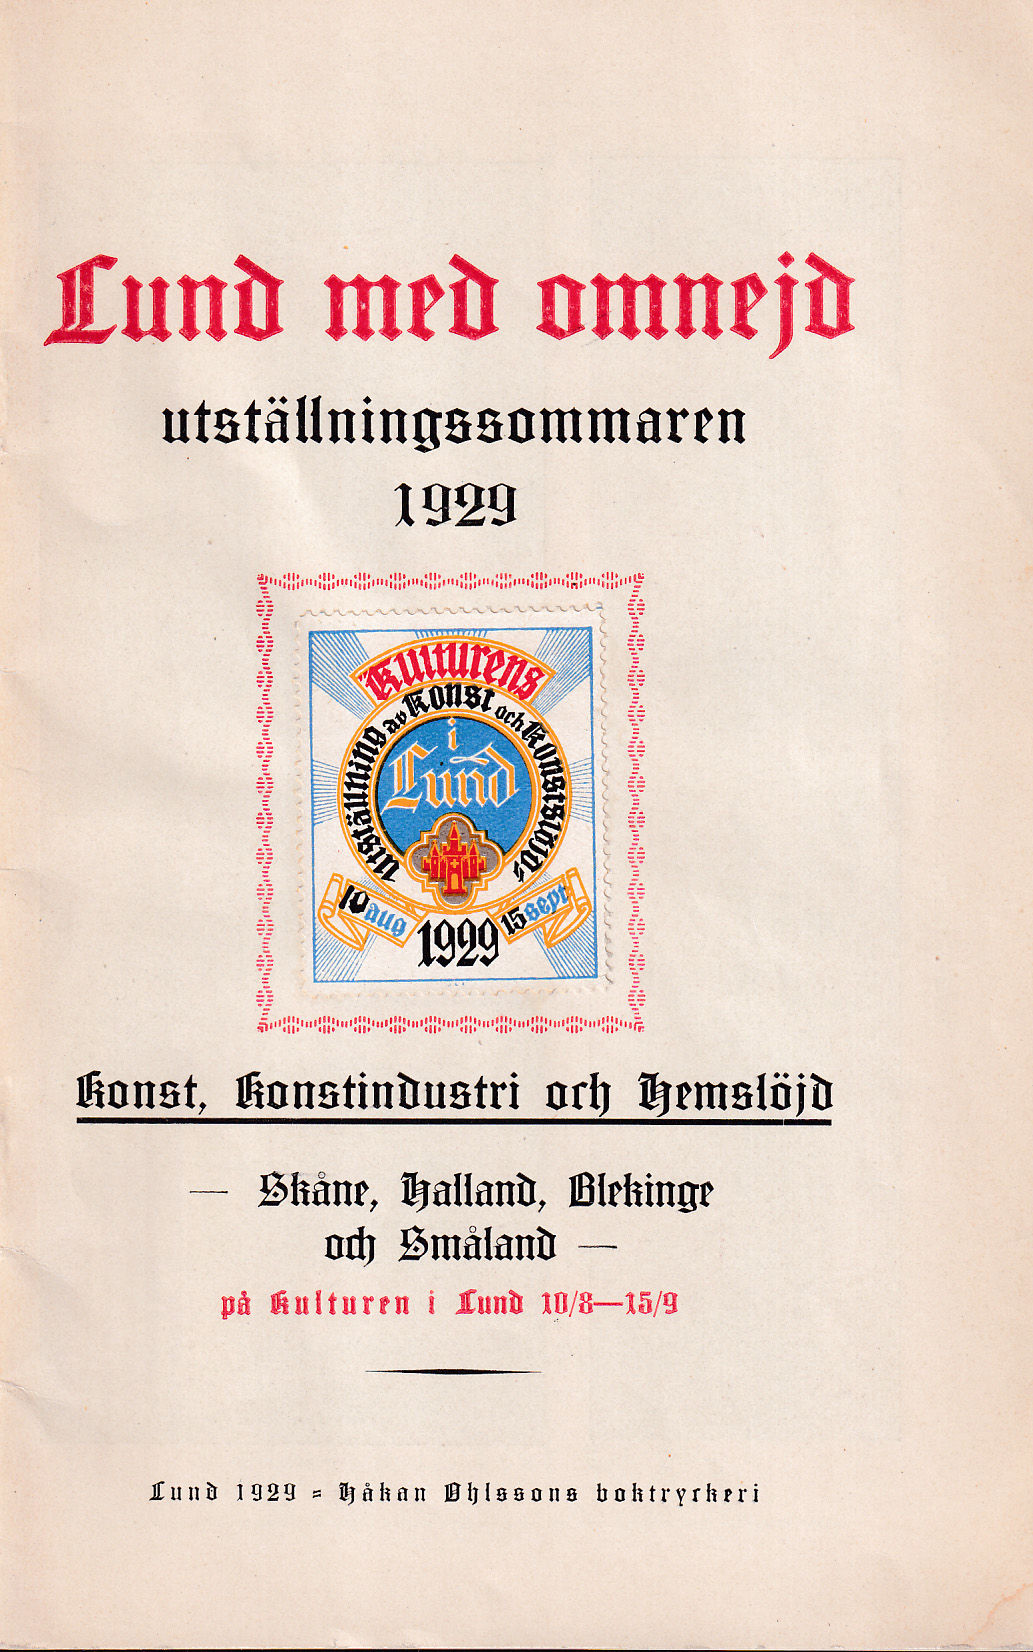 Lund med omnejd
utställningssommaren
1929
Kulturens
Utställning av Konst och Konstslöjd
i
Lund
10 aug
15 sept
1929
Konst, Konstindustri och Hemslöjd
— Skåne, Halland, Blekinge
och Småland —
på Kulturen i Lund 10/8—15/9
Lund 1929 = Håkan Ohlssons boktryckeri